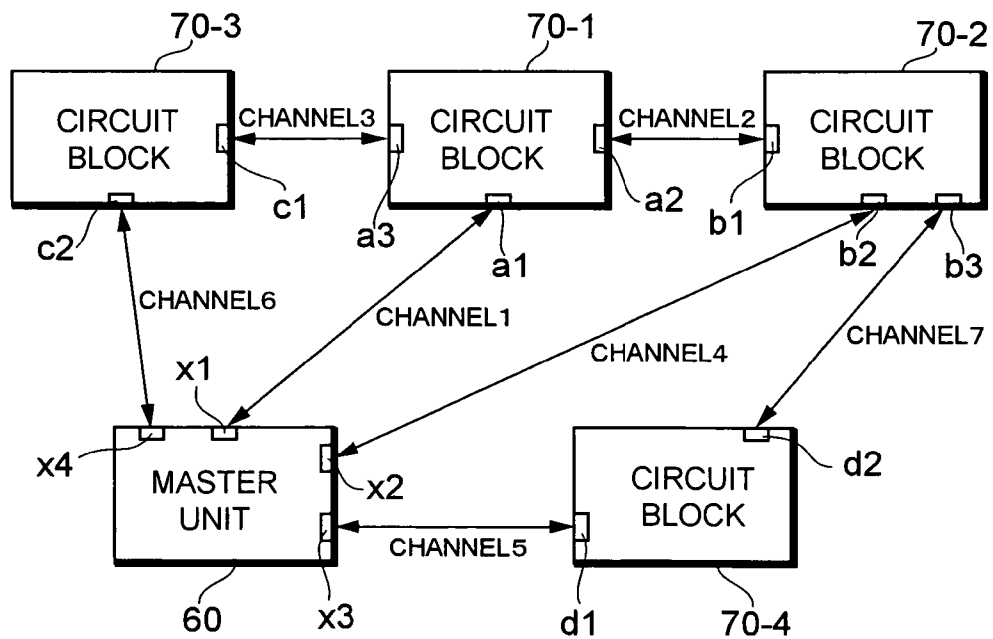 70-3
70-1
70-2
CIRCUIT
BLOCK
CHANNEL3
CIRCUIT
BLOCK
CHANNEL2
CIRCUIT
BLOCK
c2
c1
a3
a1
a2
b1
b2
b3
CHANNEL6
CHANNEL1
CHANNEL4
CHANNEL7
x1
x4
x2
d2
MASTER
UNIT
CIRCUIT
BLOCK
CHANNEL5
60
x3
d1
70-4